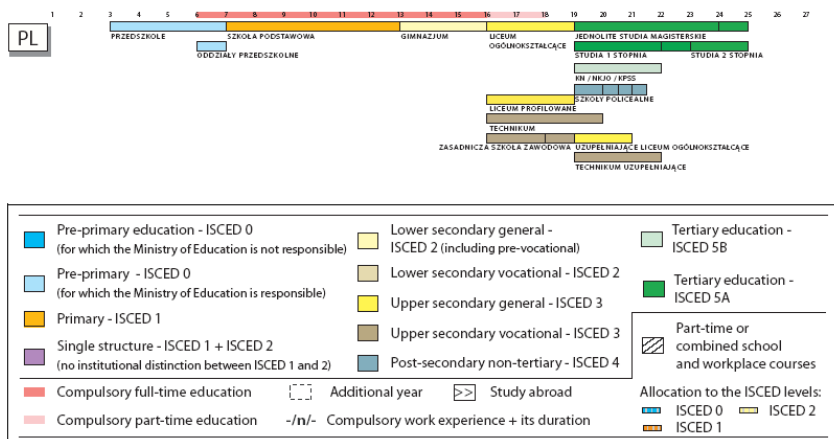 0 1 2 3 4 5 6 7 8 9 10 11 12 13 14 15 16 17 18 19 20 21 22 23 24 25 26 27
PL
PRZEDSZKOLE
SZKOŁA PODSTAWOWA
GIMNAZJUM
LICEUM OGÓLNOKSZTAŁCĄCE
JEDNOLITE STUDIA MAGISTERSKIE
ODDZIAŁY PRZEDSZKOLNE
STUDIA 1 STOPNIA
STUDIA 2 STOPNIA
KN / NKJO / KPSS
SZKOŁY POLICEALNE
LICEUM PROFILOWANE
TECHNIKUM
ZASADNICZA SZKOŁA ZAWODOWA
UZUPEŁNIAJĄCE LICEUM OGÓLNOKSZTAŁCĄCE
TECHNIKUM UZUPEŁNIAJĄCE
Pre-primary education - ISCED 0
(for which the Ministry of Education is not responsible)
Pre-primary - ISCED 0
(for which the Ministry of Education is responsible)
Primary - ISCED 1
Single structure - ISCED 1 + ISCED 2
(no institutional distinction between ISCED 1 and 2)
Lower secondary general -
ISCED 2 (including pre-vocational)
Lower secondary vocational - ISCED 2
Upper secondary general - ISCED 3
Upper secondary vocational - ISCED 3
Post-secondary non-tertiary - ISCED 4
Tertiary education -
ISCED 5B
Tertiary education -
ISCED 5A
Part-time or
combined school
and workplace courses
Compulsory full-time education
Additional year
>> Study abroad
Compulsory part-time education
-/n/- Compulsory work experience + its duration
Allocation to the ISCED levels:
ISCED 0
ISCED 2
ISCED 1